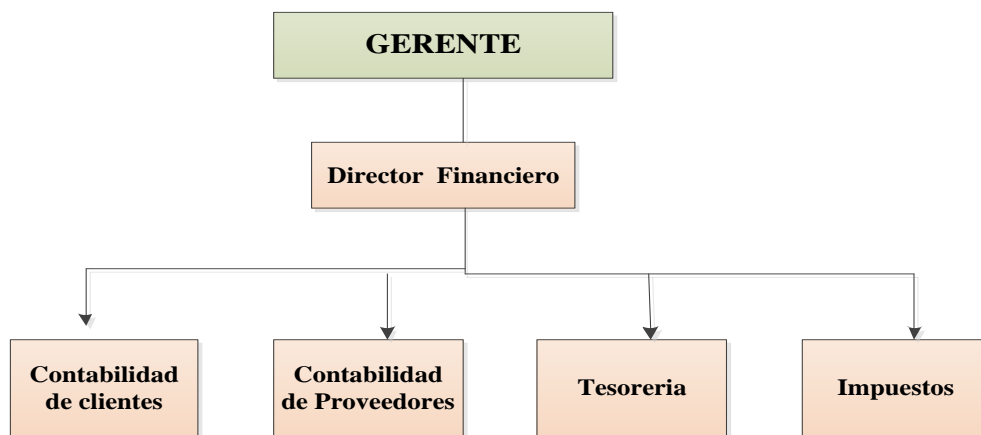 GERENTE
Director Financiero
Contabilidad
de clientes
Contabilidad
de Proveedores
Tesoreria
Impuestos